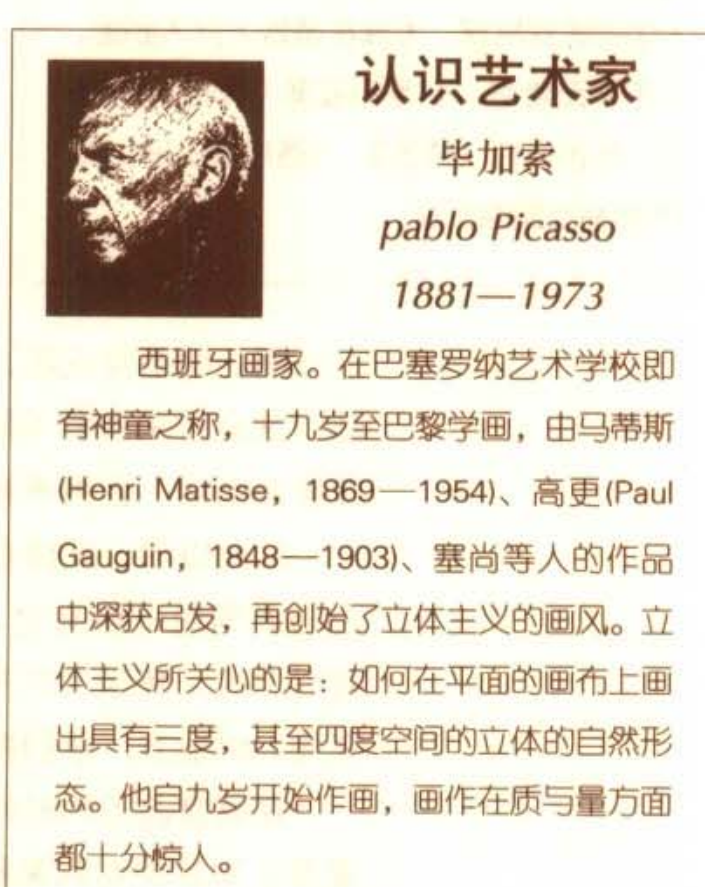 认识艺术家
毕加索
pablo Picasso
1881—1973
西班牙画家。在巴塞罗纳艺术学校即
有神童之称，十九岁至巴黎学画，由马蒂斯
(Henri Matisse，1869—1954)、高更(Paul
Gauguin，1848—1903)、塞尚等人的作品
中深获启发，再创始了立体主义的画风。立
体主义所关心的是：如何在平面的画布上画
出具有三度，甚至四度空间的立体的自然形
态。他自九岁开始作画，画作在质与量方面
都十分惊人。